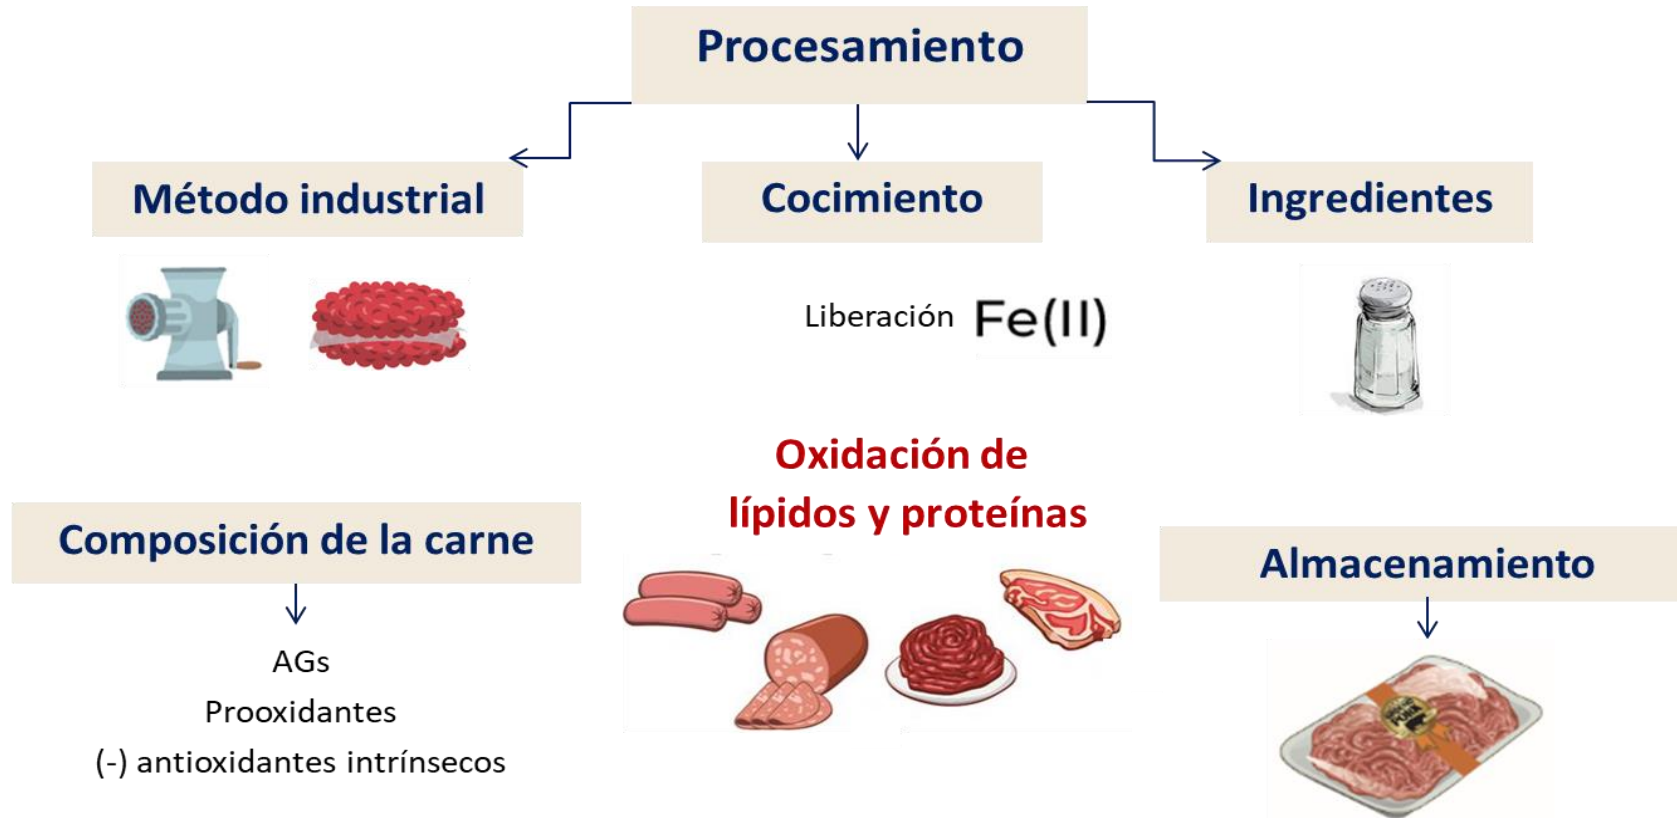 Procesamiento
Método industrial
Cocimiento
Ingredientes
Liberación Fe(II)
Oxidación de
lípidos y proteínas
Composición de la carne
Almacenamiento
AGs
Prooxidantes
(-) antioxidantes intrínsecos
PORK